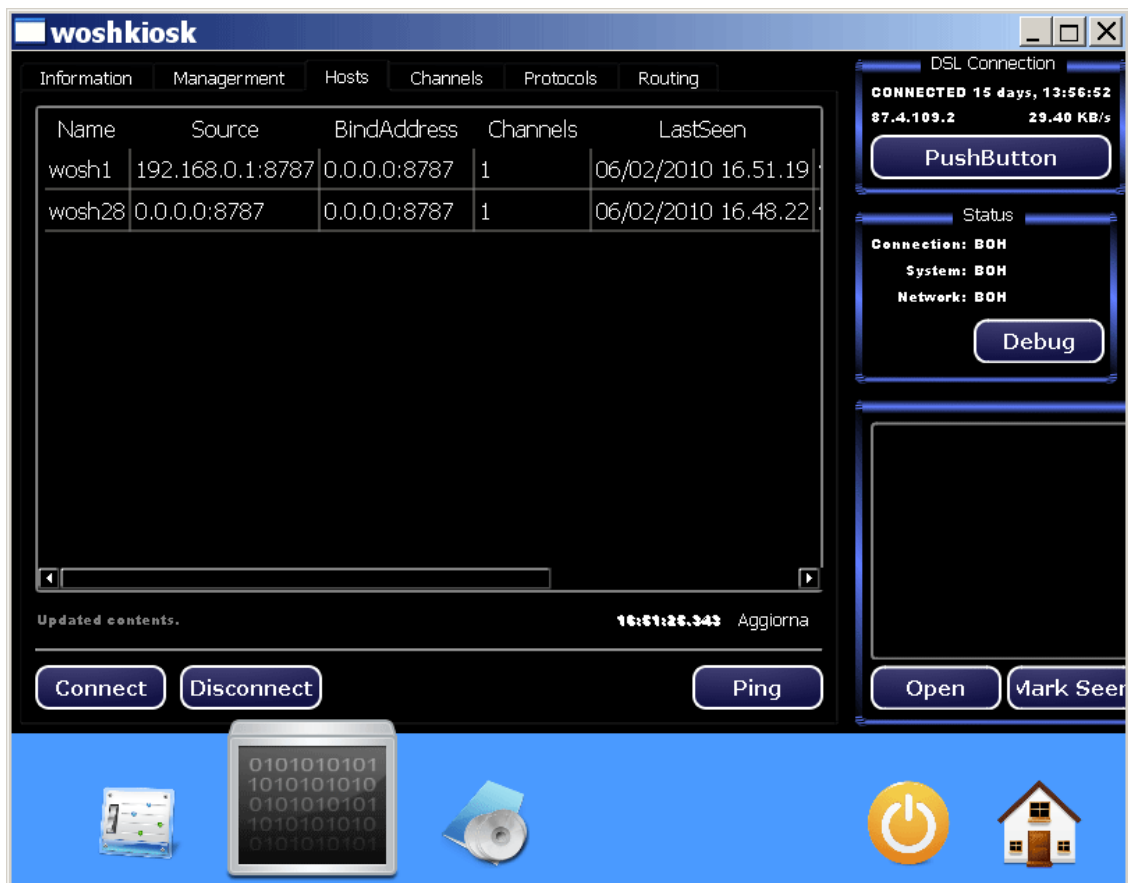 woshkiosk
Information Managerment Hosts Channels Protocols Routing
Name Source BindAddress Channels LastSeen
wosh1 192.168.0.1:8787 0.0.0.0:8787 1 06/02/2010 16.51.19
wosh28 0.0.0.0:8787 0.0.0.0:8787 1 06/02/2010 16.48.22
Updated contents. Aggiorna
Connect Disconnect Ping
DSL Connection
CONNECTED 15 days, 13:56:52
87.4.109.2 29.40 KB/s
PushButton
Status
Connection: BOH
System: BOH
Network: BOH
Debug
Open Mark Seen
0101010101
1010101010
0101010101
1010101010
0101010101